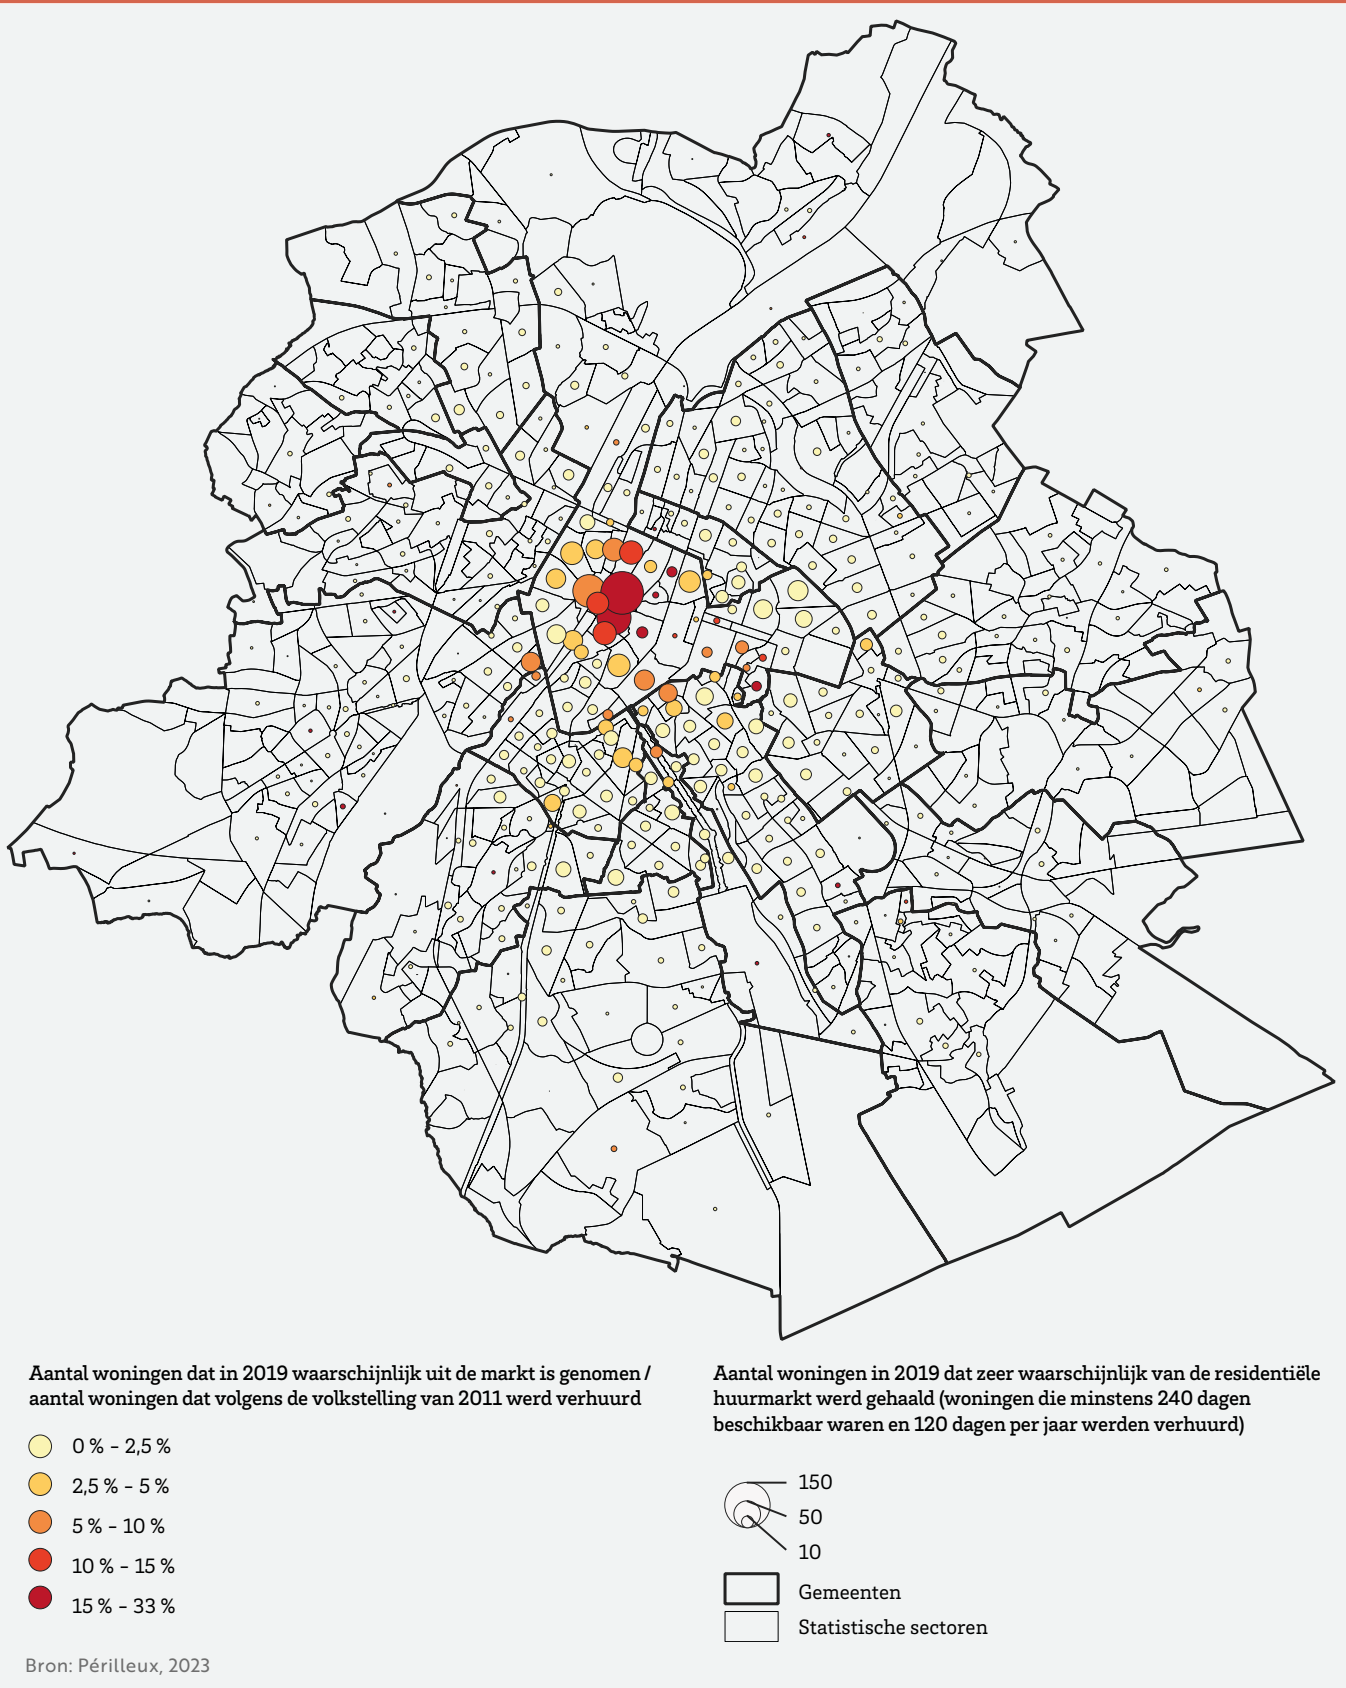 Aantal woningen dat in 2019 waarschijnlijk uit de markt is genomen /
aantal woningen dat volgens de volkstelling van 2011 werd verhuurd
0 % - 2,5 %
2,5 % - 5 %
5 % - 10 %
10 % - 15 %
15 % - 33 %
Aantal woningen in 2019 dat zeer waarschijnlijk van de residentiële
huurmarkt werd gehaald (woningen die minstens 240 dagen
beschikbaar waren en 120 dagen per jaar werden verhuurd)
150
50
10
Gemeenten
Statistische sectoren
Bron: Périlleux, 2023